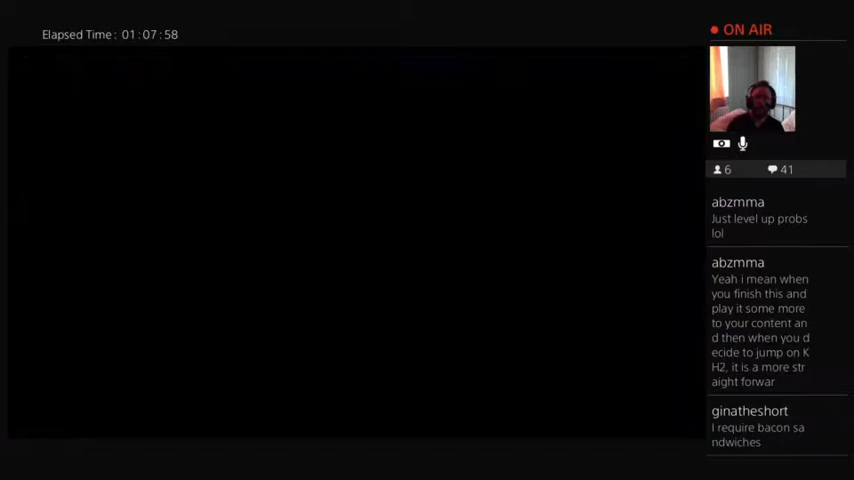 Elapsed Time: 01:07:58
ON AIR
6
41
abzmma
Just level up probs
lol
abzmma
Yeah i mean when
you finish this and
play it some more
to your content an
d then when you d
ecide to jump on K
H2, it is a more str
aight forwar
ginatheshort
I require bacon sa
ndwiches